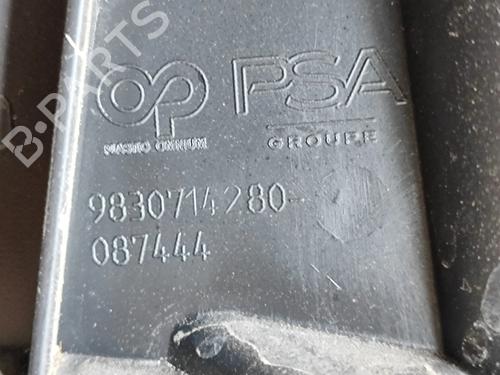 OP PSA
PLASTIC OMNIUM GROUPE
9830714280-
087444
B-PARTS